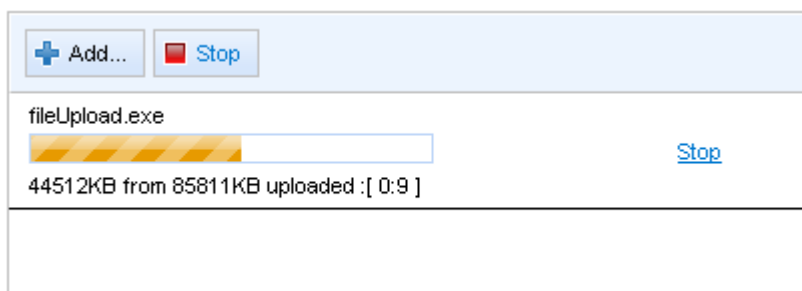 Add... Stop
fileUpload.exe
Stop
44512KB from 85811KB uploaded :[ 0:9 ]